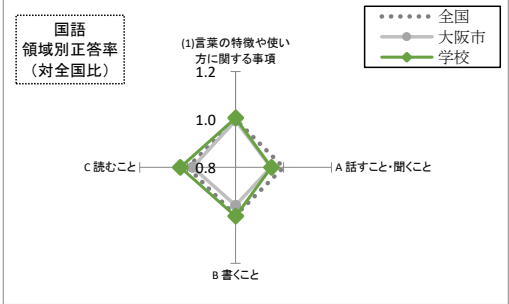 国語
領域別正答率
（対全国比）
全国
大阪市
学校
(1)言葉の特徴や使い
方に関する事項
1.2
1.0
0.8
C 読むこと
A 話すこと・聞くこと
B 書くこと